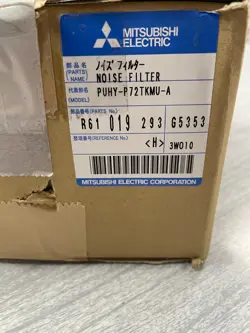 MITSUBISHI
ELECTRIC
部品名 ノイズ フィルター
(PARTS NAME) NOISE FILTER
代表形名
(MODEL) PUHY-P72TKMU-A
部品番号(PARTS No.)
R61 019 293 G5353
整理番号(REFERENCE No.)
<H> 3W010
MITSUBISHI ELECTRIC CORPORATION